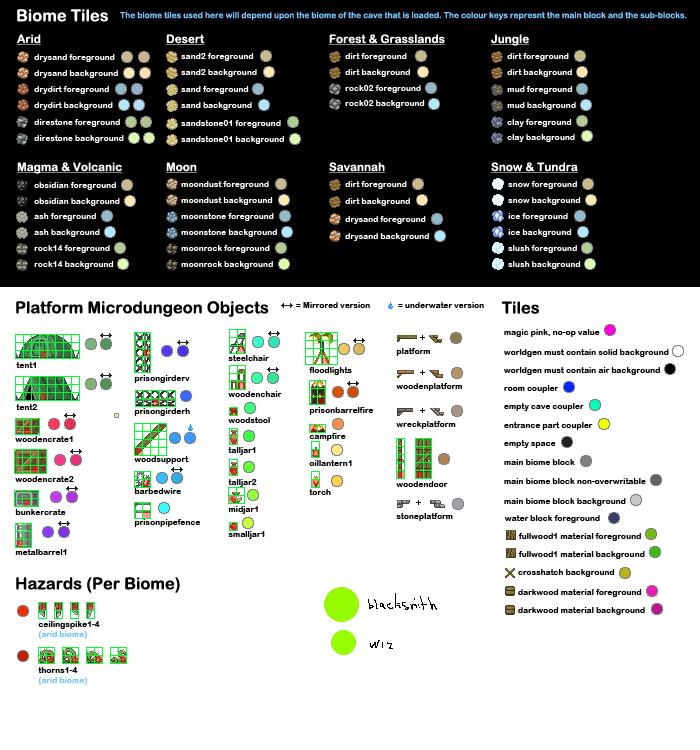 Biome Tiles
The biome tiles used here will depend upon the biome of the cave that is loaded. The colour keys represnt the main block and the sub-blocks.
Arid
drysand foreground
drysand background
drydirt foreground
drydirt background
direstone foreground
direstone background
Desert
sand2 foreground
sand2 background
sand foreground
sand background
sandstone01 foreground
sandstone01 background
Forest & Grasslands
dirt foreground
dirt background
rock02 foreground
rock02 background
Jungle
dirt foreground
dirt background
mud foreground
mud background
clay foreground
clay background
Magma & Volcanic
obsidian foreground
obsidian background
ash foreground
ash background
rock14 foreground
rock14 background
Moon
moondust foreground
moondust background
moonstone foreground
moonstone background
moonrock foreground
moonrock background
Savannah
dirt foreground
dirt background
drysand foreground
drysand background
Snow & Tundra
snow foreground
snow background
ice foreground
ice background
slush foreground
slush background
Platform Microdungeon Objects
= Mirrored version
= underwater version
tent1
tent2
woodencrate1
woodencrate2
bunkercrate
metalbarrel1
prisongirderv
prisongirderh
woodsupport
barbedwire
prisonpipefence
steelchair
woodenchair
woodstool
talljar1
talljar2
midjar1
smalljar1
floodlights
prisonbarrelfire
campfire
oillantern1
torch
+
platform
+
woodenplatform
+
wreckplatform
woodendoor
+
stoneplatform
Tiles
magic pink, no-op value
worldgen must contain solid background
worldgen must contain air background
room coupler
empty cave coupler
entrance part coupler
empty space
main biome block
main biome block non-overwritable
main biome block background
water block foreground
fullwood1 material foreground
fullwood1 material background
crosshatch background
darkwood material foreground
darkwood material background
Hazards (Per Biome)
ceilingspike1-4
(arid biome)
thorns1-4
(arid biome)
blacksmith
wiz